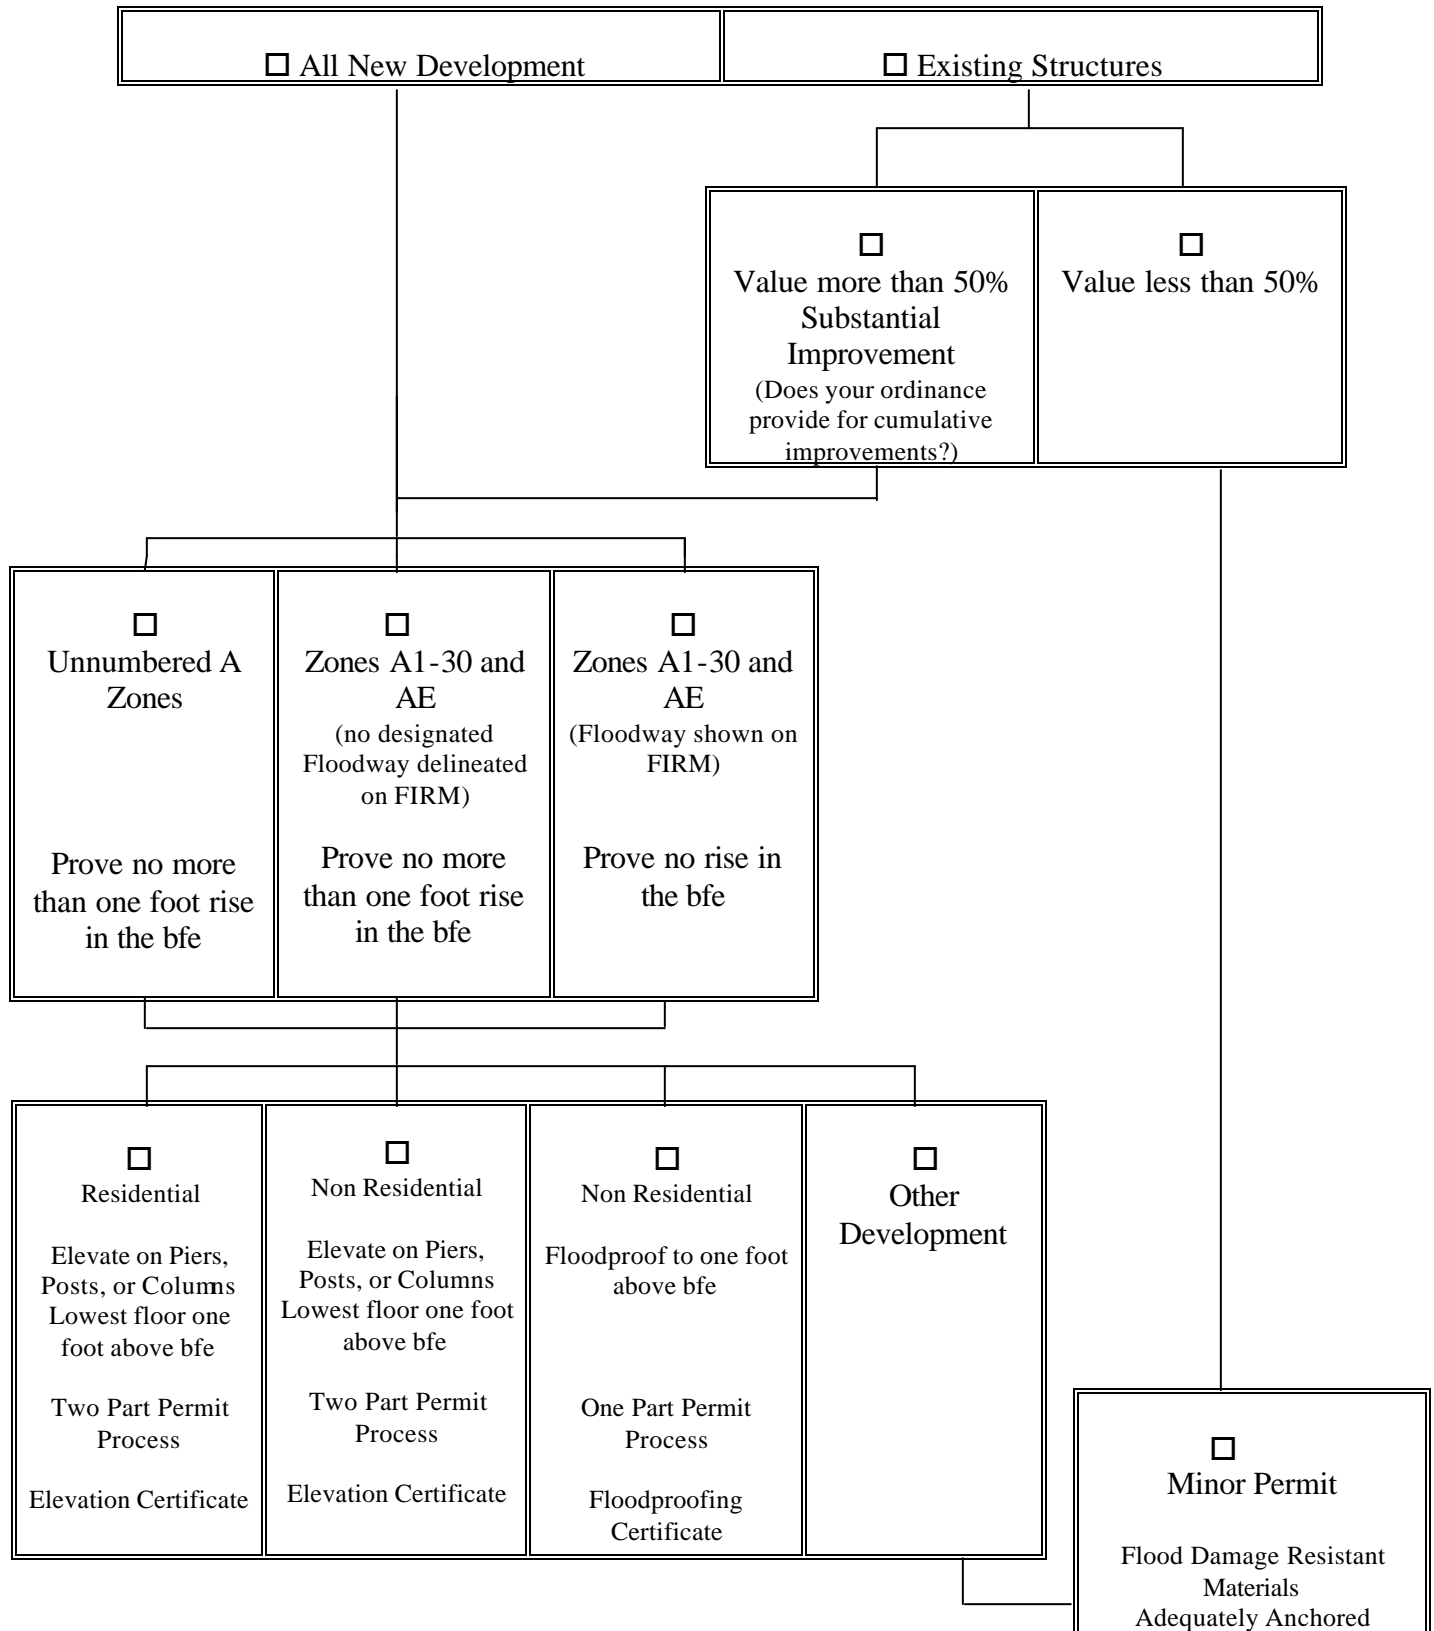 ☐ All New Development
☐ Existing Structures
☐
Value more than 50%
Substantial
Improvement
(Does your ordinance
provide for cumulative
improvements?)
☐
Value less than 50%
☐
Unnumbered A
Zones
Prove no more
than one foot rise
in the bfe
☐
Zones A1-30 and
AE
(no designated
Floodway delineated
on FIRM)
Prove no more
than one foot rise
in the bfe
☐
Zones A1-30 and
AE
(Floodway shown on
FIRM)
Prove no rise in
the bfe
☐
Residential
Elevate on Piers,
Posts, or Columns
Lowest floor one
foot above bfe
Two Part Permit
Process
Elevation Certificate
☐
Non Residential
Elevate on Piers,
Posts, or Columns
Lowest floor one foot
above bfe
Two Part Permit
Process
Elevation Certificate
☐
Non Residential
Floodproof to one foot
above bfe
One Part Permit
Process
Floodproofing
Certificate
☐
Other
Development
☐
Minor Permit
Flood Damage Resistant
Materials
Adequately Anchored